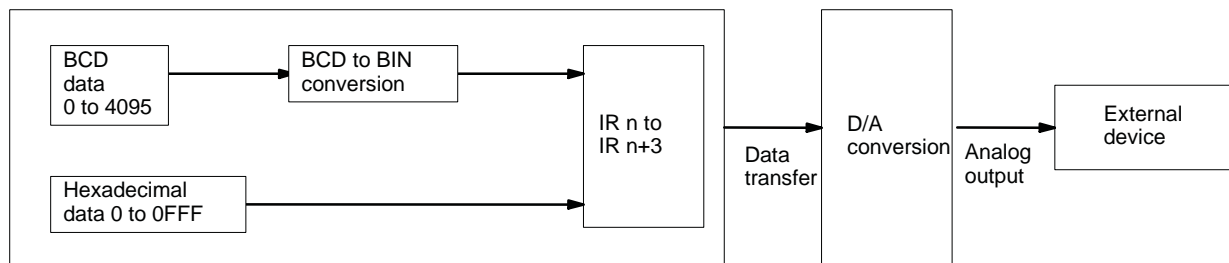 BCD
data
0 to 4095
BCD to BIN
conversion
Hexadecimal
data 0 to 0FFF
IR n to
IR n+3
Data
transfer
D/A
conversion
Analog
output
External
device